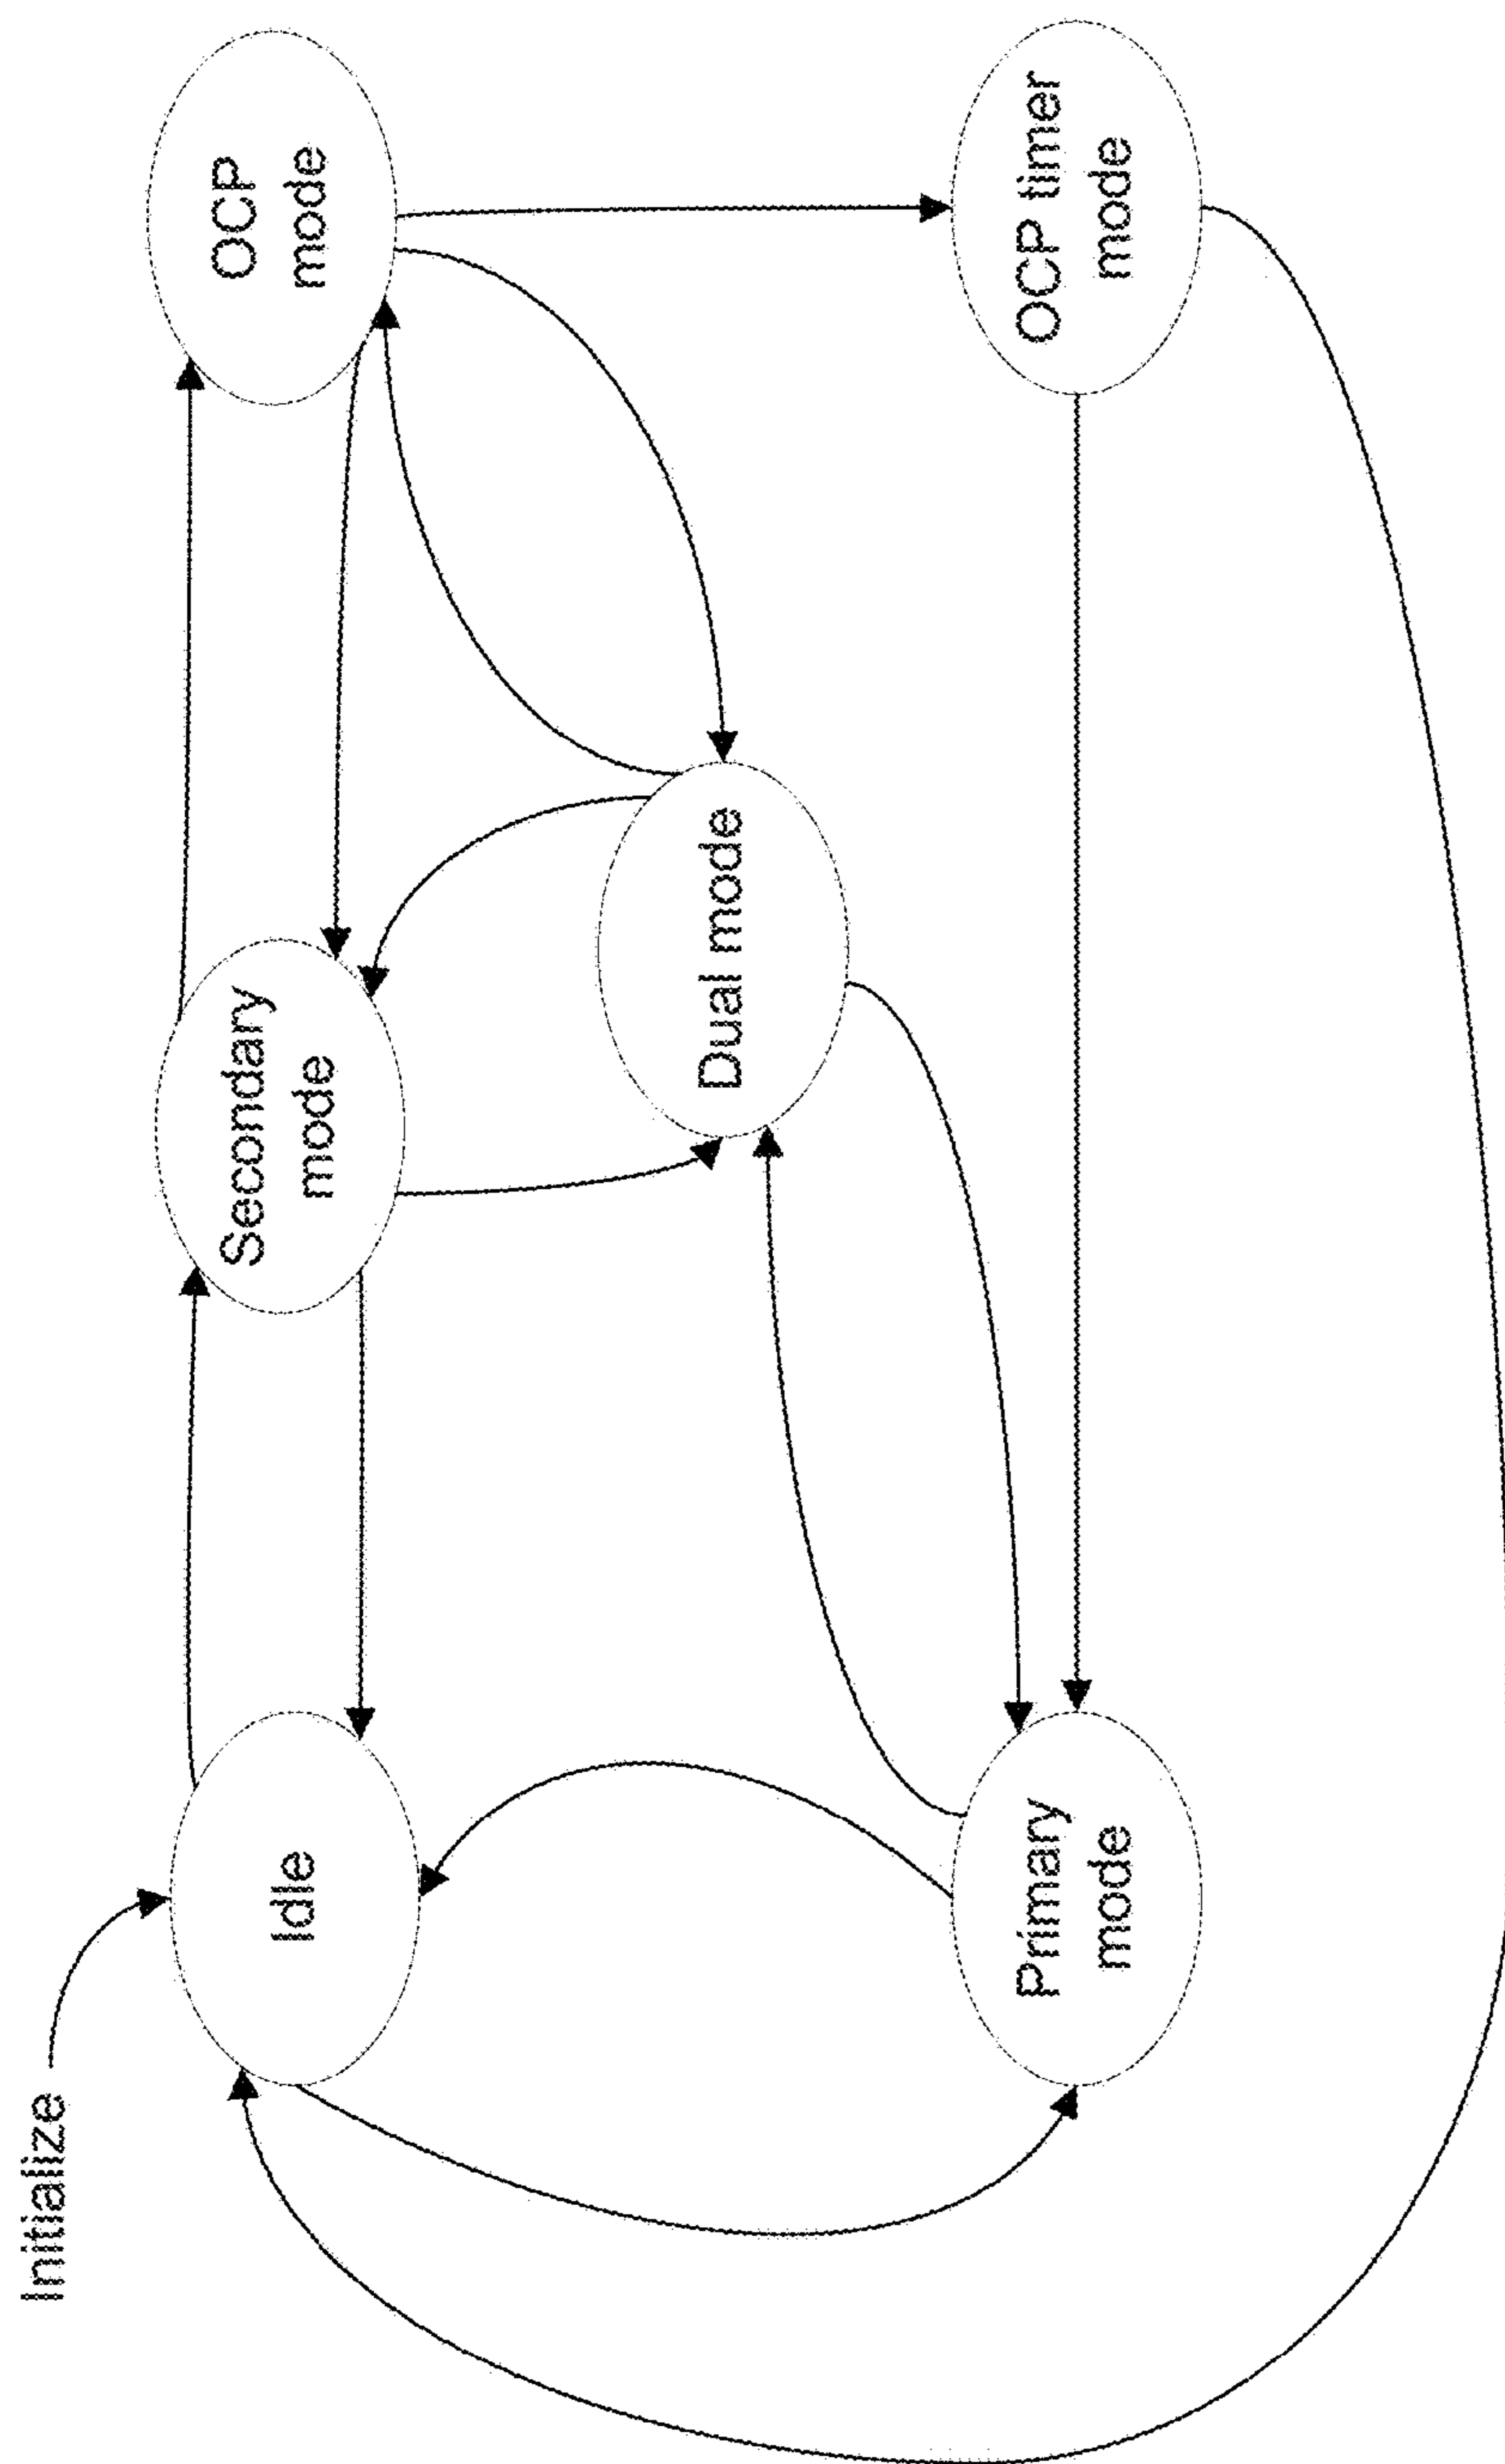 Initialize
Idle
Secondary
mode
OCP
mode
Dual mode
Primary
mode
OCP timer
mode